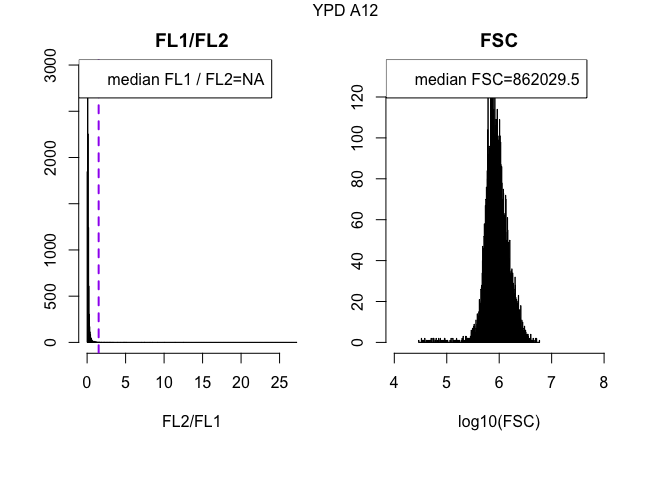 YPD A12
FL1/FL2
median FL1 / FL2=NA
3000
2000
1000
500
0
0 5 10 15 20 25
FL2/FL1
FSC
median FSC=862029.5
120
100
80
60
40
20
0
4 5 6 7 8
log10(FSC)